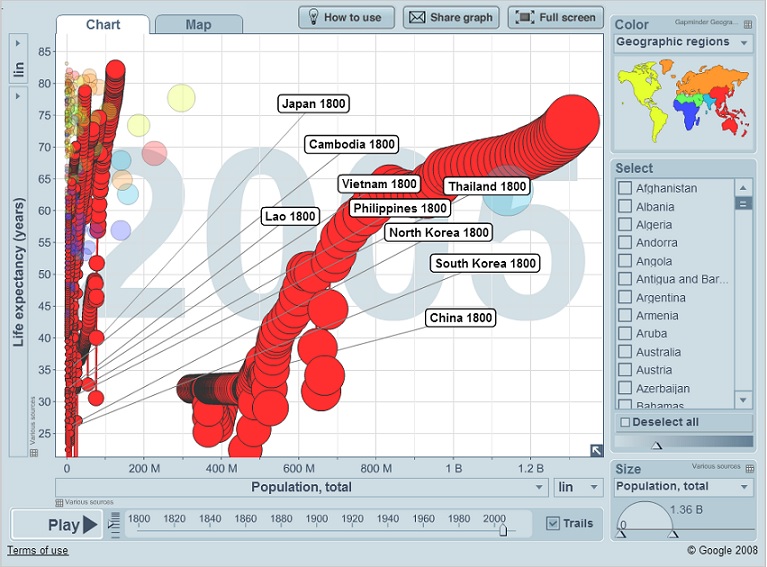 Chart
Map
How to use
Share graph
Full screen
Color
Gapminder Geogra...
Geographic regions
2005
85
80
75
70
65
60
55
50
45
40
35
30
25
lin
Life expectancy (years)
Various sources
Japan 1800
Cambodia 1800
Vietnam 1800
Thailand 1800
Philippines 1800
Lao 1800
North Korea 1800
South Korea 1800
China 1800
0
200 M
400 M
600 M
800 M
1 B
1.2 B
Population, total
lin
Various sources
Select
Afghanistan
Albania
Algeria
Andorra
Angola
Antigua and Bar...
Argentina
Armenia
Aruba
Australia
Austria
Azerbaijan
Bahamas
Deselect all
Size
Various sources
Population, total
1.36 B
0
Play
1800 1820 1840 1860 1880 1900 1920 1940 1960 1980 2000
Trails
Terms of use
© Google 2008